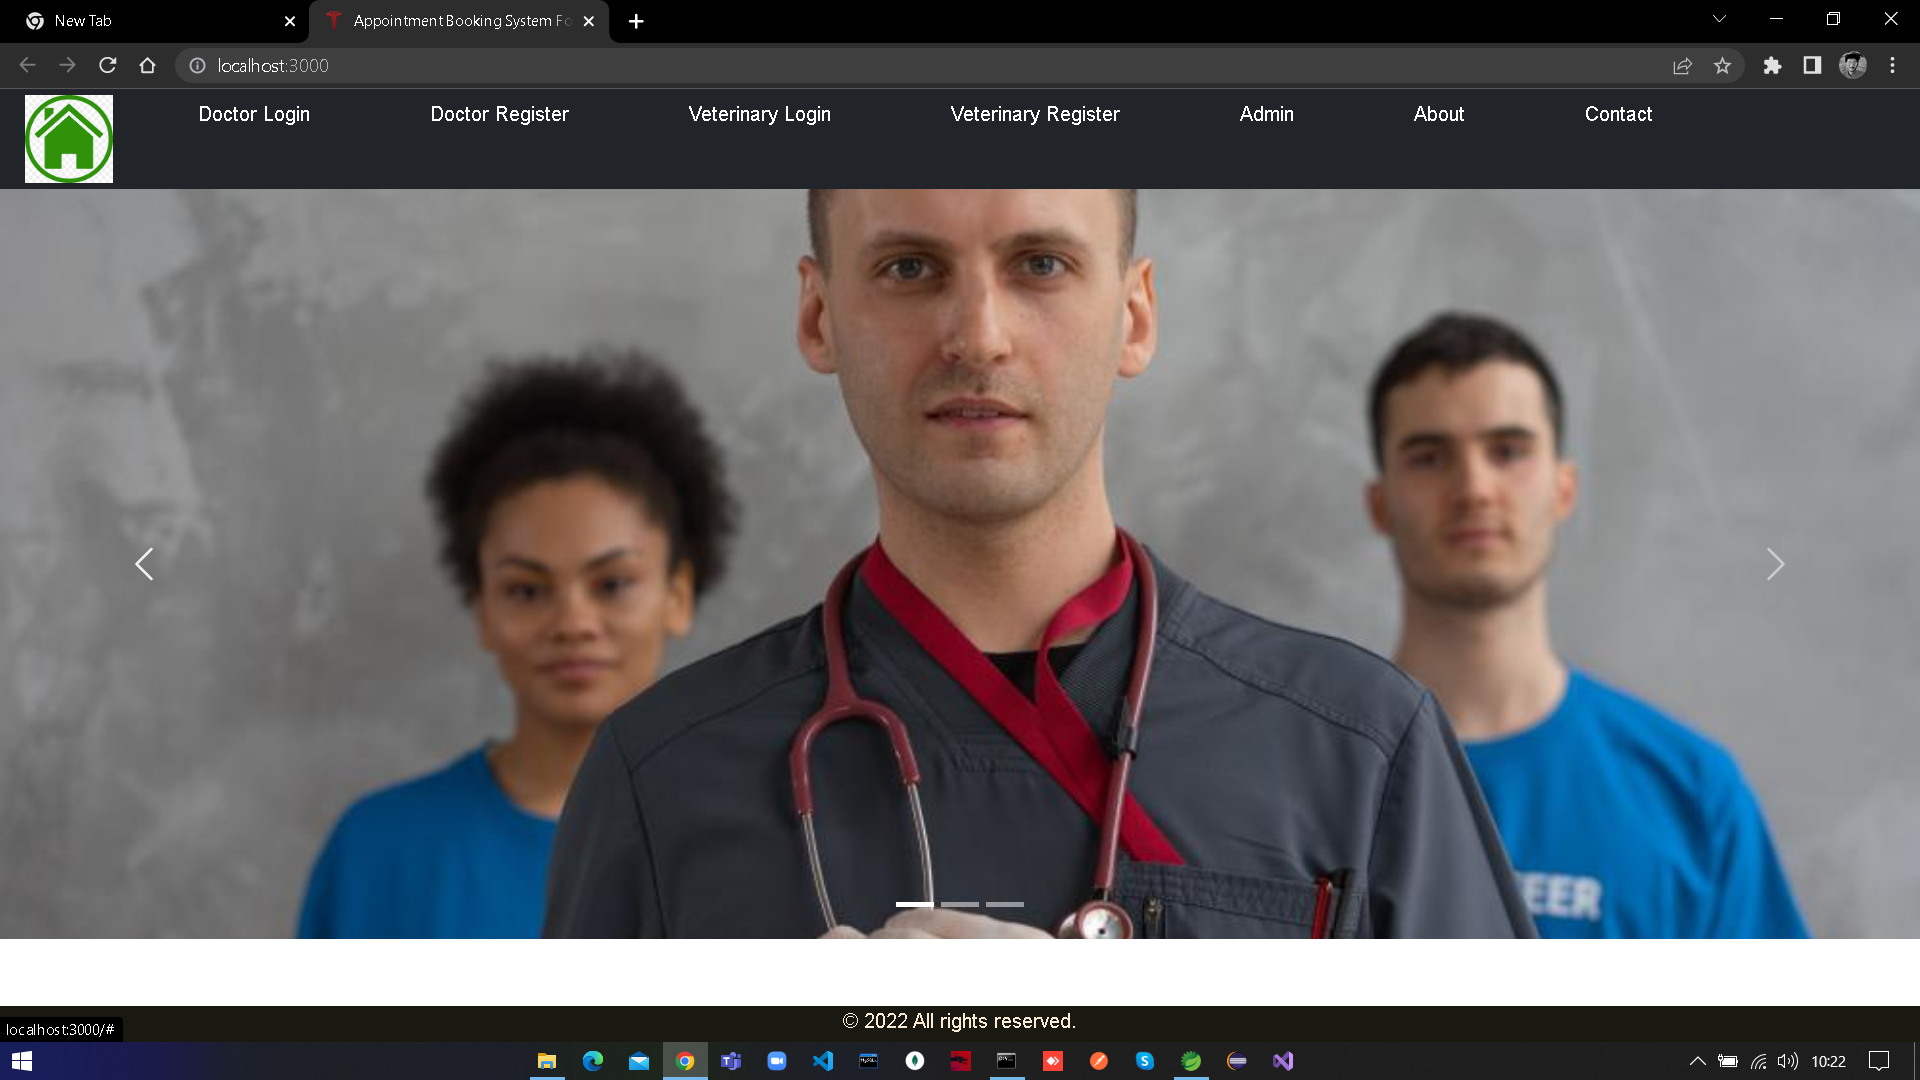 New Tab
Appointment Booking System Fo
localhost:3000
Doctor Login Doctor Register Veterinary Login Veterinary Register Admin About Contact
EER
© 2022 All rights reserved.
localhost:3000/#
10:22